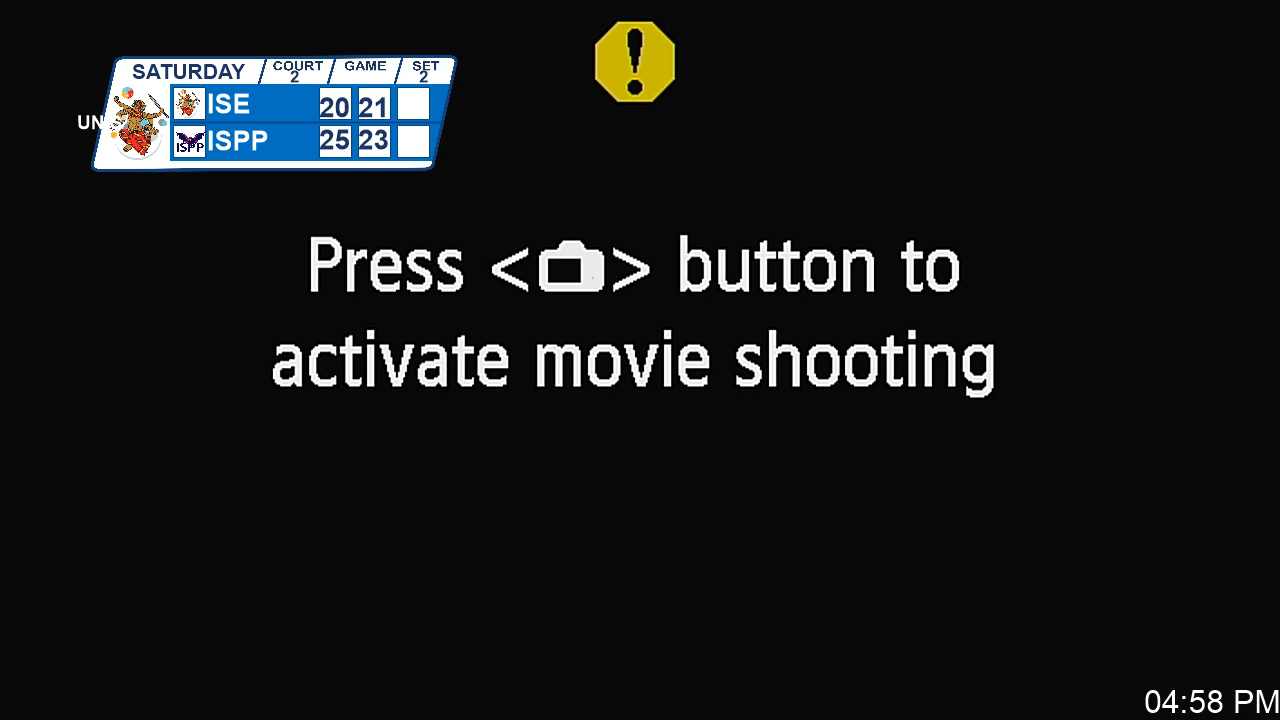 SATURDAY COURT 2 GAME SET 2
UN
ISE 20 21
ISPP ISPP 25 23
Press < > button to
activate movie shooting
04:58 PM